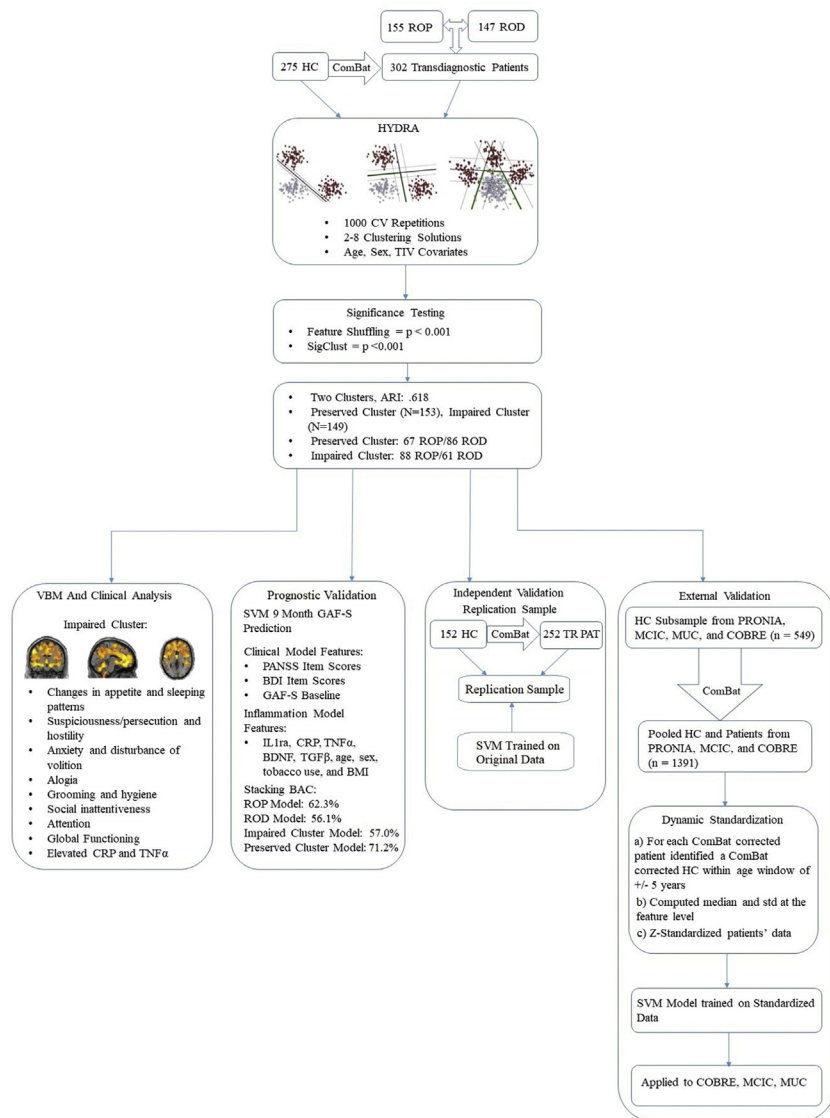 155 ROP
147 ROD
275 HC
ComBat
302 Transdiagnostic Patients
HYDRA
• 1000 CV Repetitions
• 2-8 Clustering Solutions
• Age, Sex, TIV Covariates
Significance Testing
• Feature Shuffling = p < 0.001
• SigClust = p <0.001
• Two Clusters, ARI: .618
• Preserved Cluster (N=153), Impaired Cluster
(N=149)
• Preserved Cluster: 67 ROP/86 ROD
• Impaired Cluster: 88 ROP/61 ROD
VBM And Clinical Analysis
Impaired Cluster:
• Changes in appetite and sleeping
patterns
• Suspiciousness/persecution and
hostility
• Anxiety and disturbance of
volition
• Alogia
• Grooming and hygiene
• Social inattentiveness
• Attention
• Global Functioning
• Elevated CRP and TNFα
Prognostic Validation
SVM 9 Month GAF-S
Prediction
Clinical Model Features:
• PANSS Item Scores
• BDI Item Scores
• GAF-S Baseline
Inflammation Model
Features:
• IL1ra, CRP, TNFα,
BDNF, TGFβ, age, sex,
tobacco use, and BMI
Stacking BAC:
ROP Model: 62.3%
ROD Model: 56.1%
Impaired Cluster Model: 57.0%
Preserved Cluster Model: 71.2%
Independent Validation
Replication Sample
152 HC
ComBat
252 TR PAT
Replication Sample
SVM Trained on
Original Data
External Validation
HC Subsample from PRONIA,
MCIC, MUC, and COBRE (n = 549)
ComBat
Pooled HC and Patients from
PRONIA, MCIC, and COBRE
(n = 1391)
Dynamic Standardization
a) For each ComBat corrected
patient identified a ComBat
corrected HC within age window of
+/- 5 years
b) Computed median and std at the
feature level
c) Z-Standardized patients' data
SVM Model trained on Standardized
Data
Applied to COBRE, MCIC, MUC